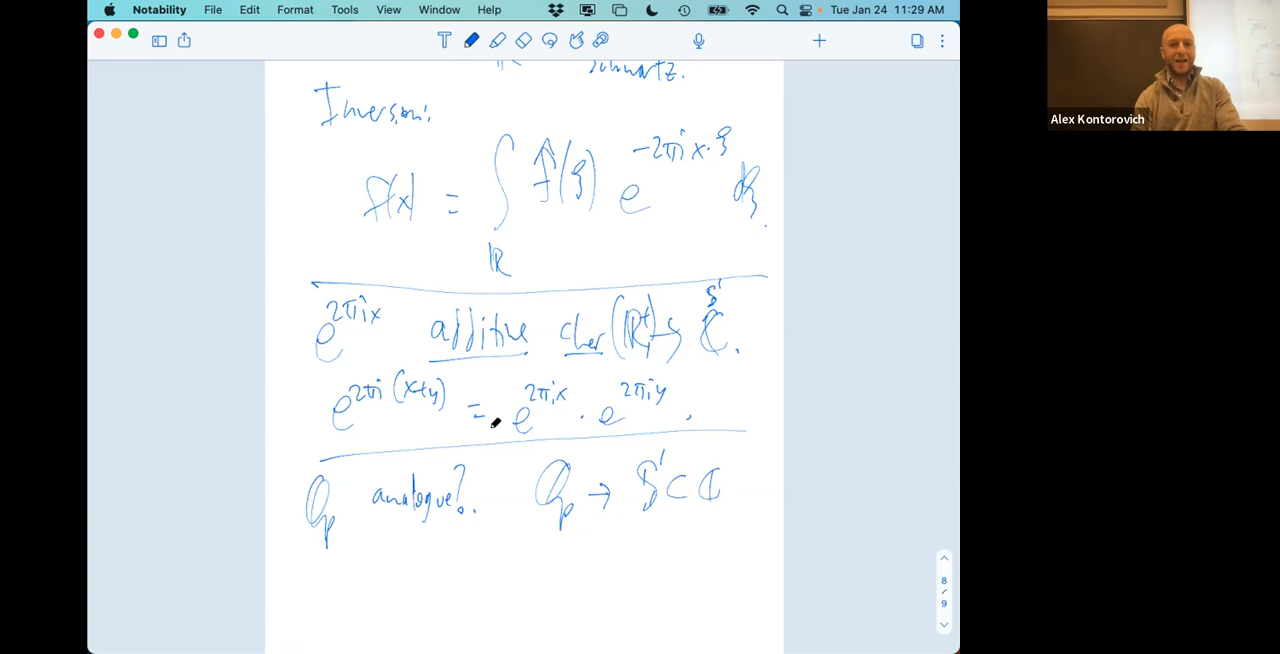 Notability File Edit Format Tools View Window Help Tue Jan 24 11:29 AM
Alex Kontorovich
ℝ Schwartz.
Inversion:
f(x) = ∫_ℝ f̂(ξ) e^{-2πi x·ξ} dξ.
e^{2πix} additive char (ℝ,+) → S¹ ℂ.
e^{2πi(x+y)} = e^{2πix} · e^{2πiy}.
ℚ_p analogue? ℚ_p → S¹ ⊂ ℂ
8
/
9